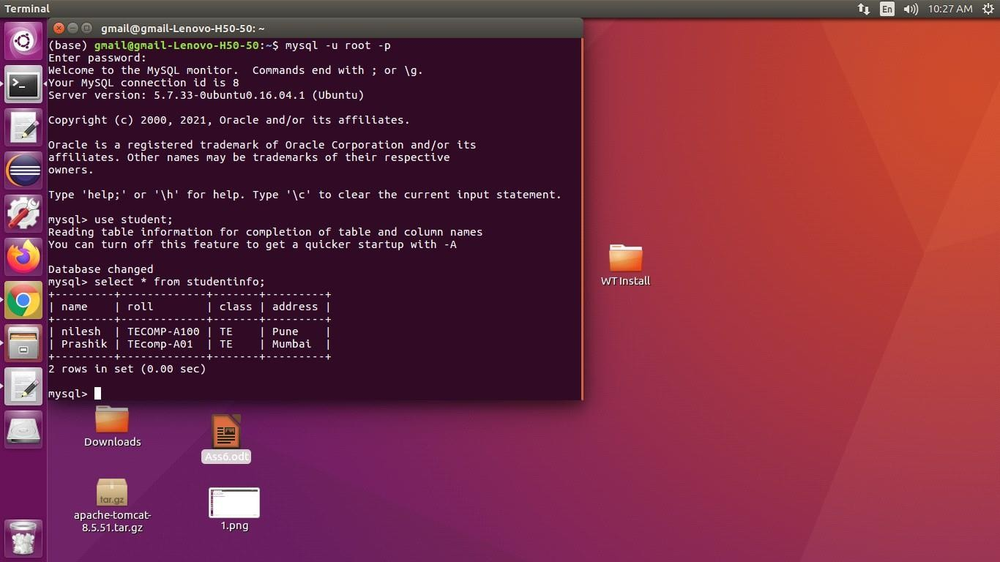 Terminal
En
10:27 AM
gmail@gmail-Lenovo-H50-50: ~
(base) gmail@gmail-Lenovo-H50-50:~$ mysql -u root -p
Enter password:
Welcome to the MySQL monitor.  Commands end with ; or \g.
Your MySQL connection id is 8
Server version: 5.7.33-0ubuntu0.16.04.1 (Ubuntu)
Copyright (c) 2000, 2021, Oracle and/or its affiliates.
Oracle is a registered trademark of Oracle Corporation and/or its
affiliates. Other names may be trademarks of their respective
owners.
Type 'help;' or '\h' for help. Type '\c' to clear the current input statement.
mysql> use student;
Reading table information for completion of table and column names
You can turn off this feature to get a quicker startup with -A
Database changed
mysql> select * from studentinfo;
+---------+-------------+-------+---------+
| name    | roll        | class | address |
+---------+-------------+-------+---------+
| nilesh  | TECOMP-A100 | TE    | Pune    |
| Prashik | TEcomp-A01  | TE    | Mumbai  |
+---------+-------------+-------+---------+
2 rows in set (0.00 sec)
mysql>
WT Install
Downloads
Ass6.odt
tar.gz
apache-tomcat-
8.5.51.tar.gz
1.png